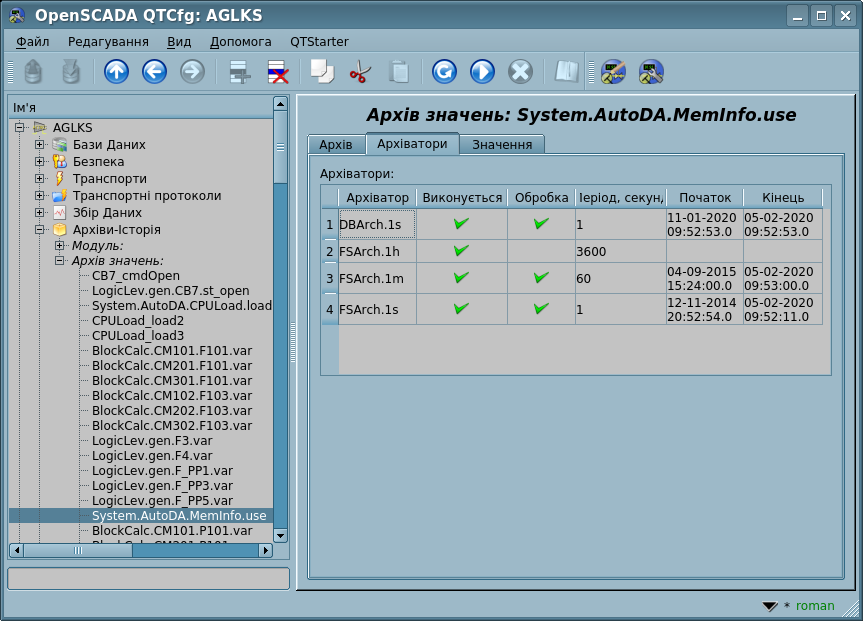 OpenSCADA QTCfg: AGLKS
Файл Редагування Вид Допомога QTStarter
Ім'я
AGLKS
Бази Даних
Безпека
Транспорти
Транспортні протоколи
Збір Даних
Архіви-Історія
Модуль:
Архів значень:
CB7_cmdOpen
LogicLev.gen.CB7.st_open
System.AutoDA.CPULoad.load
CPULoad_load2
CPULoad_load3
BlockCalc.CM101.F101.var
BlockCalc.CM201.F101.var
BlockCalc.CM301.F101.var
BlockCalc.CM102.F103.var
BlockCalc.CM202.F103.var
BlockCalc.CM302.F103.var
LogicLev.gen.F3.var
LogicLev.gen.F4.var
LogicLev.gen.F_PP1.var
LogicLev.gen.F_PP3.var
LogicLev.gen.F_PP5.var
System.AutoDA.MemInfo.use
BlockCalc.CM101.P101.var
Архів значень: System.AutoDA.MemInfo.use
Архів Архіватори Значення
Архіватори:
Архіватор Виконується Обробка Іеріод, секун Початок Кінець
1 DBArch.1s 1 11-01-2020 09:52:53.0 05-02-2020 09:52:53.0
2 FSArch.1h 3600
3 FSArch.1m 60 04-09-2015 15:24:00.0 05-02-2020 09:53:00.0
4 FSArch.1s 1 12-11-2014 20:52:54.0 05-02-2020 09:52:11.0
* roman